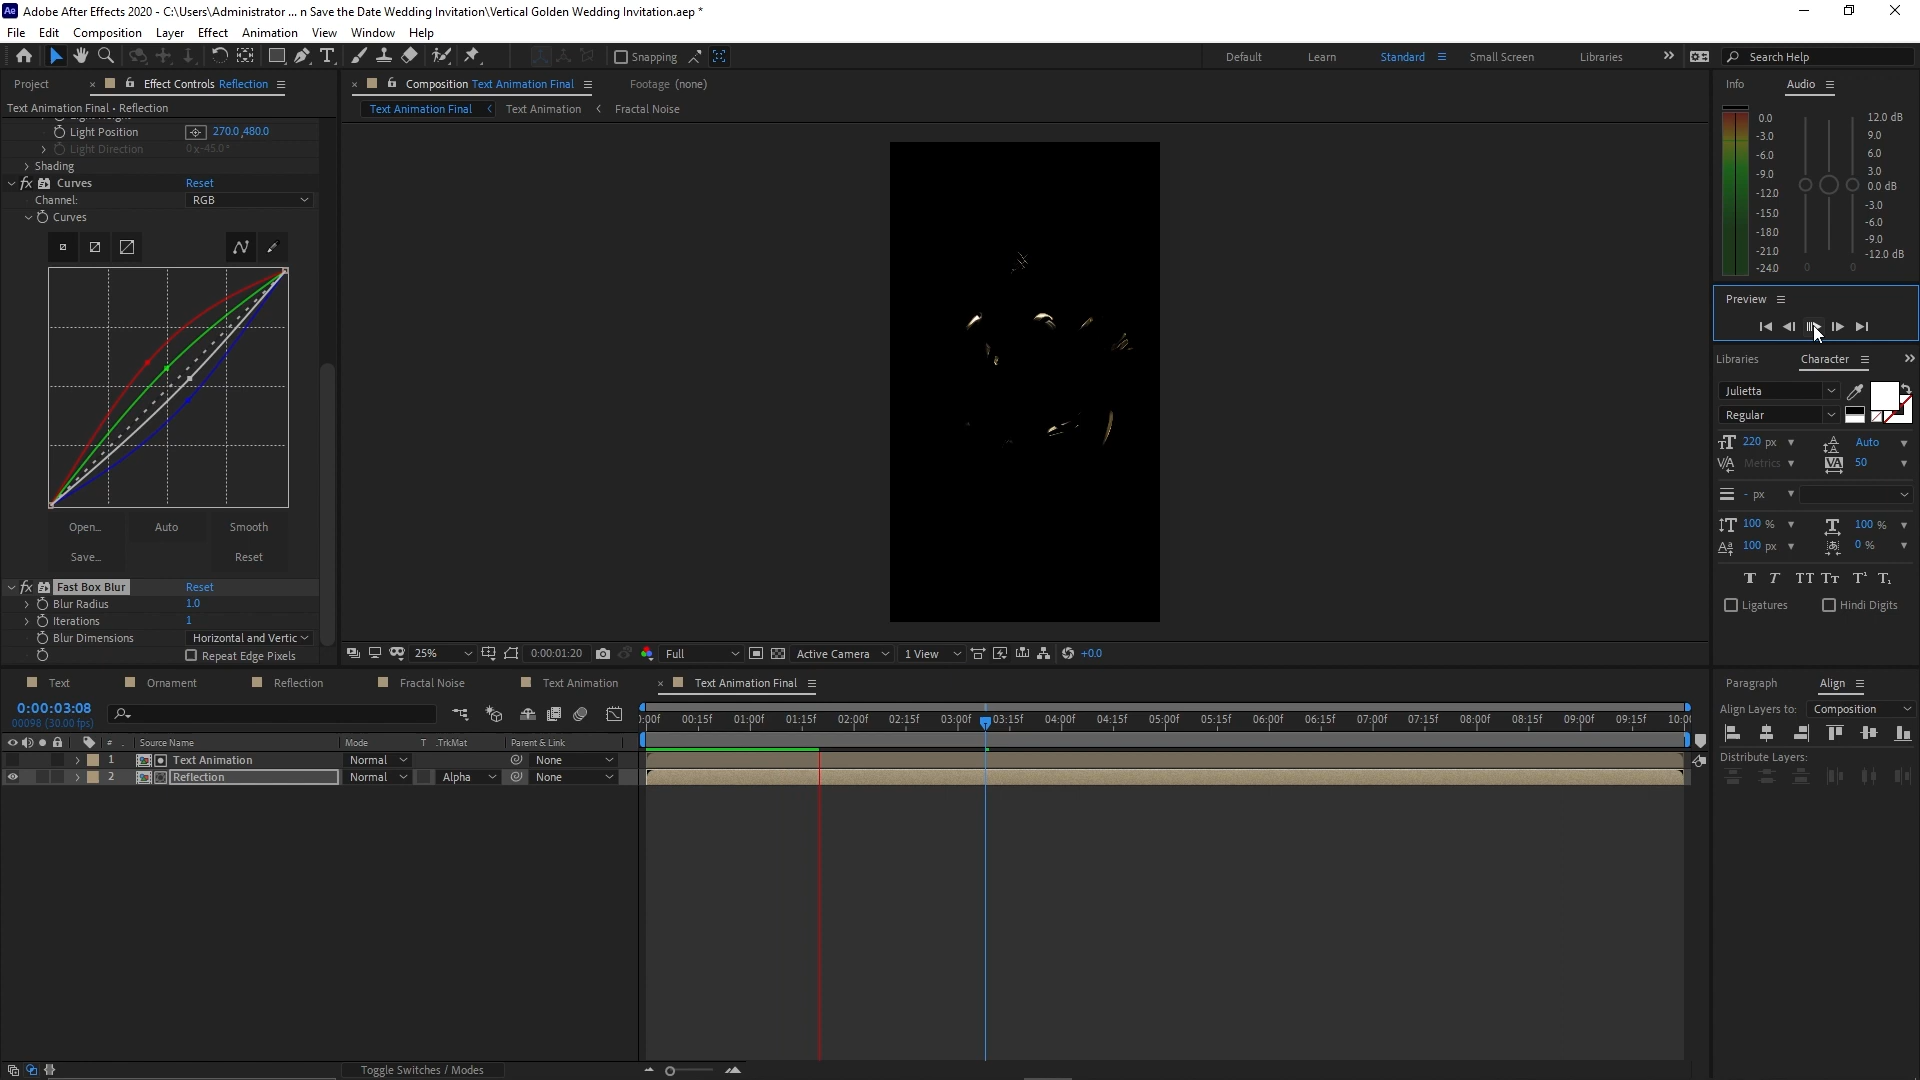 Adobe After Effects 2020 - C:\Users\Administrator ... n Save the Date Wedding Invitation\Vertical Golden Wedding Invitation.aep *
File Edit Composition Layer Effect Animation View Window Help
Snapping
Default Learn Standard Small Screen Libraries Search Help
Project Effect Controls Reflection
Text Animation Final • Reflection
Light Position 270.0,480.0
Light Direction 0x-45.0°
Shading
fx Curves Reset
Channel: RGB
Curves
Open... Auto Smooth
Save... Reset
fx Fast Box Blur Reset
Blur Radius 1.0
Iterations 1
Blur Dimensions Horizontal and Vertic
Repeat Edge Pixels
Composition Text Animation Final Footage (none)
Text Animation Final Text Animation Fractal Noise
25% 0:00:01:20 Full Active Camera 1 View +0.0
Info Audio
0.0 12.0 dB
-3.0 9.0
-6.0 6.0
-9.0 3.0
-12.0 0.0 dB
-15.0 -3.0
-18.0 -6.0
-21.0 -9.0
-24.0 0 0 -12.0 dB
Preview
Libraries Character
Julietta
Regular
220 px Auto
Metrics 50
- px
100 % 100 %
100 px 0 %
T T TT Tt T¹ T₁
Ligatures Hindi Digits
Text Ornament Reflection Fractal Noise Text Animation Text Animation Final
0:00:03:08
00098 (30.00 fps)
):00f 00:15f 01:00f 01:15f 02:00f 02:15f 03:00f 03:15f 04:00f 04:15f 05:00f 05:15f 06:00f 06:15f 07:00f 07:15f 08:00f 08:15f 09:00f 09:15f 10:0(
# Source Name Mode T .TrkMat Parent & Link
1 Text Animation Normal None
2 Reflection Normal Alpha None
Toggle Switches / Modes
Paragraph Align
Align Layers to: Composition
Distribute Layers: